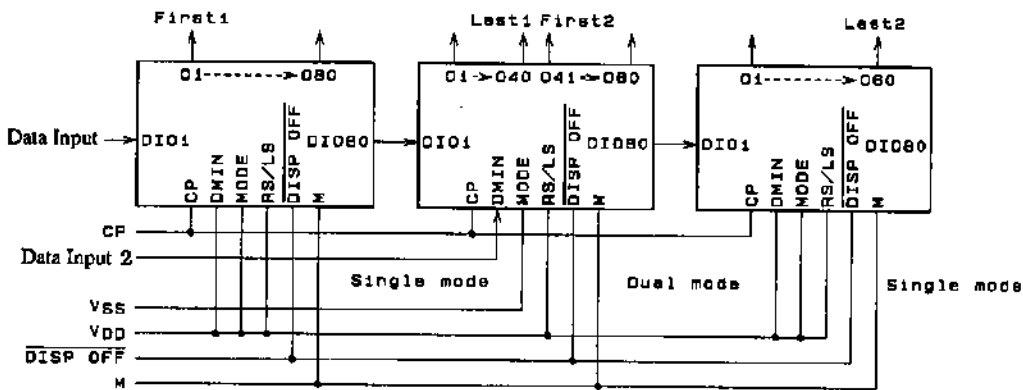 First1 Last1 First2 Last2
O1----------->O80 O1->O40 O41->O80 O1----------->O80
Data Input DIO1 DIO80 DIO1 DIO80 DIO1 DIO80
CP DMIN MODE RS/LS DISP OFF M
CP DMIN MODE RS/LS DISP OFF M
CP DMIN MODE RS/LS DISP OFF M
CP
Data Input 2
Single mode Dual mode Single mode
VSS
VDD
DISP OFF
M